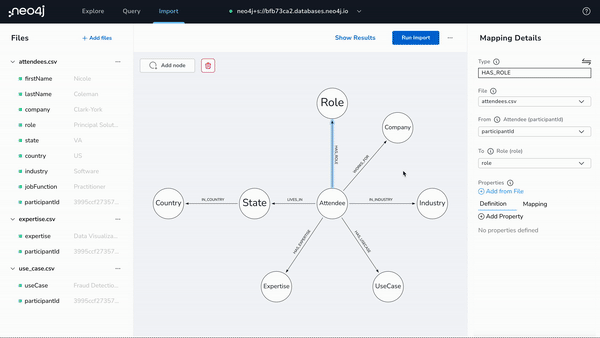 neo4j
Explore
Query
Import
neo4j+s://bfb73ca2.databases.neo4j.io
Files
+ Add files
Show Results
Run Import
Mapping Details
Add node
attendees.csv
firstName Nicole
lastName Coleman
company Clark-York
role Principal Solut...
state VA
country US
industry Software
jobFunction Practitioner
participantId 3995ccf27357...
expertise.csv
expertise Data Visualiza...
participantId 3995ccf27357...
use_case.csv
useCase Fraud Detectio...
participantId 3995ccf27357...
Role
Company
HAS_ROLE
WORKS_FOR
Country
IN_COUNTRY
State
LIVES_IN
Attendee
IN_INDUSTRY
Industry
HAS_EXPERTISE
HAS_USECASE
Expertise
UseCase
Type
HAS_ROLE
File
attendees.csv
From Attendee (participantId)
participantId
To Role (role)
role
Properties
Add from File
Definition Mapping
Add Property
No properties defined